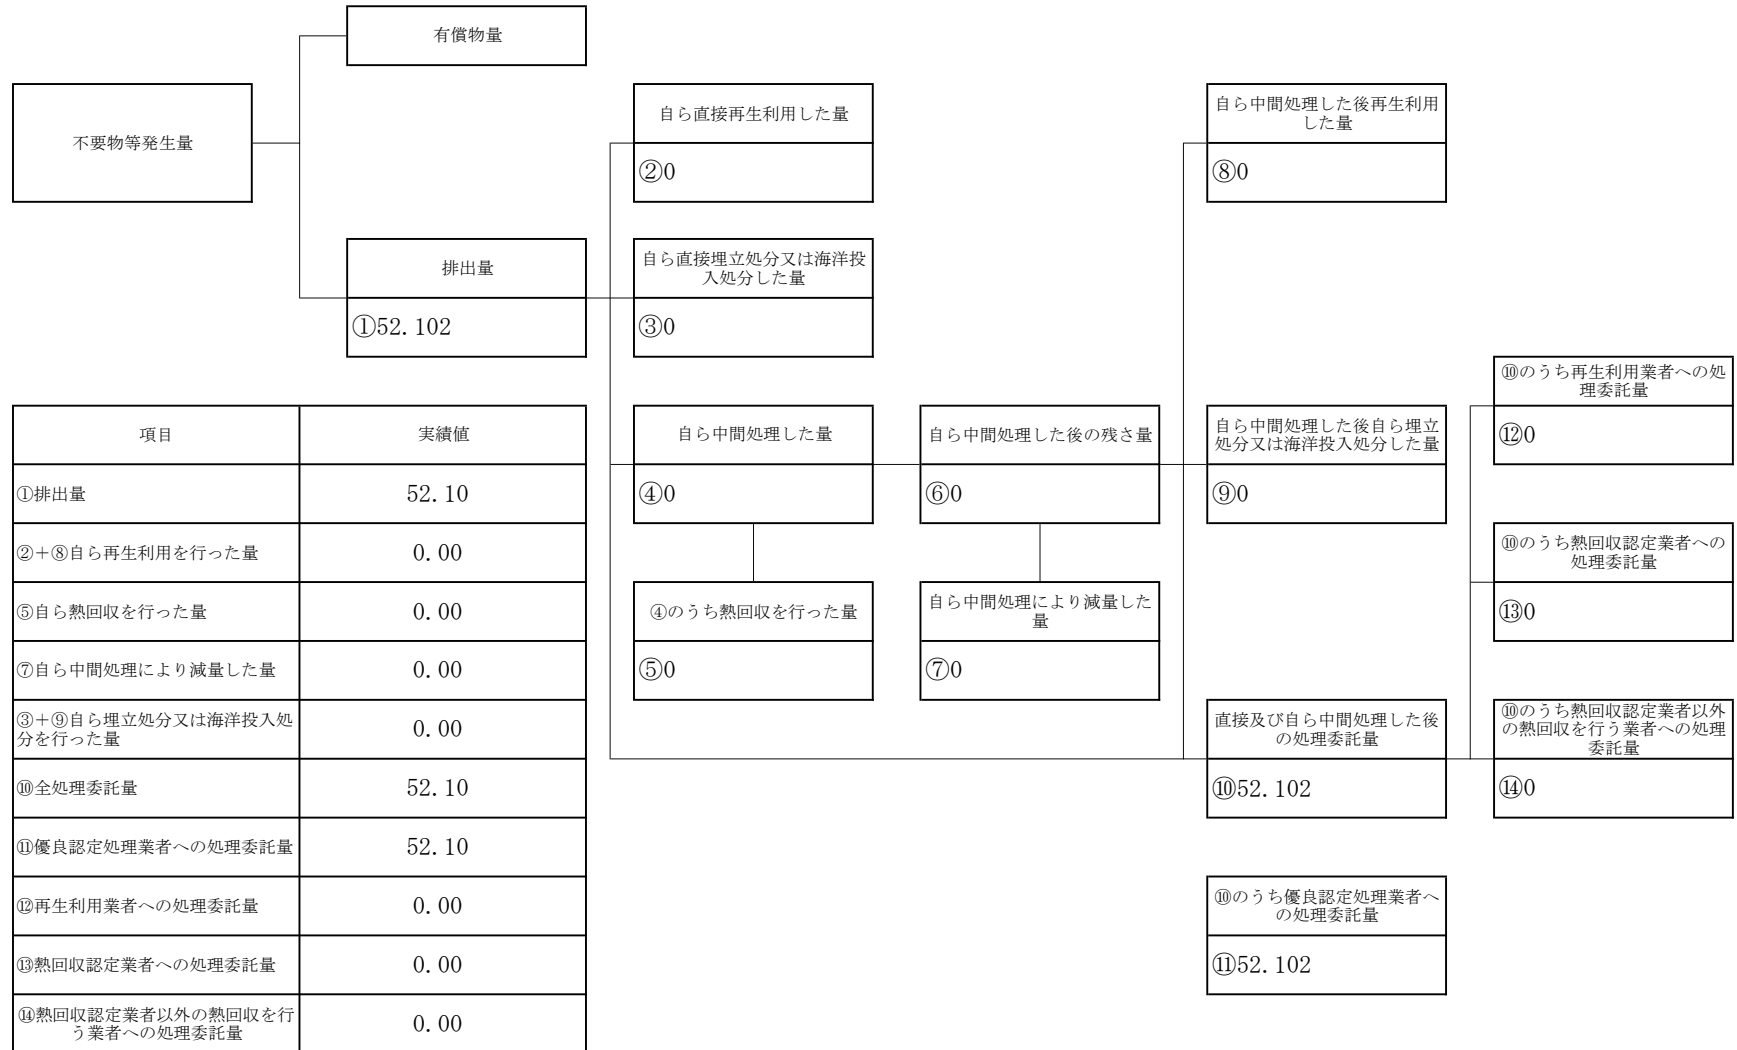 有償物量
不要物等発生量
自ら直接再生利用した量
②0
自ら中間処理した後再生利用
した量
⑧0
排出量
①52.102
自ら直接埋立処分又は海洋投
入処分した量
③0
⑩のうち再生利用業者への処
理委託量
⑫0
自ら中間処理した量
④0
自ら中間処理した後の残さ量
⑥0
自ら中間処理した後自ら埋立
処分又は海洋投入処分した量
⑨0
⑩のうち熱回収認定業者への
処理委託量
⑬0
④のうち熱回収を行った量
⑤0
自ら中間処理により減量した
量
⑦0
直接及び自ら中間処理した後
の処理委託量
⑩52.102
⑩のうち熱回収認定業者以外
の熱回収を行う業者への処理
委託量
⑭0
⑩のうち優良認定処理業者へ
の処理委託量
⑪52.102
項目 実績値
①排出量 52.10
②＋⑧自ら再生利用を行った量 0.00
⑤自ら熱回収を行った量 0.00
⑦自ら中間処理により減量した量 0.00
③＋⑨自ら埋立処分又は海洋投入処
分を行った量 0.00
⑩全処理委託量 52.10
⑪優良認定処理業者への処理委託量 52.10
⑫再生利用業者への処理委託量 0.00
⑬熱回収認定業者への処理委託量 0.00
⑭熱回収認定業者以外の熱回収を行
う業者への処理委託量 0.00